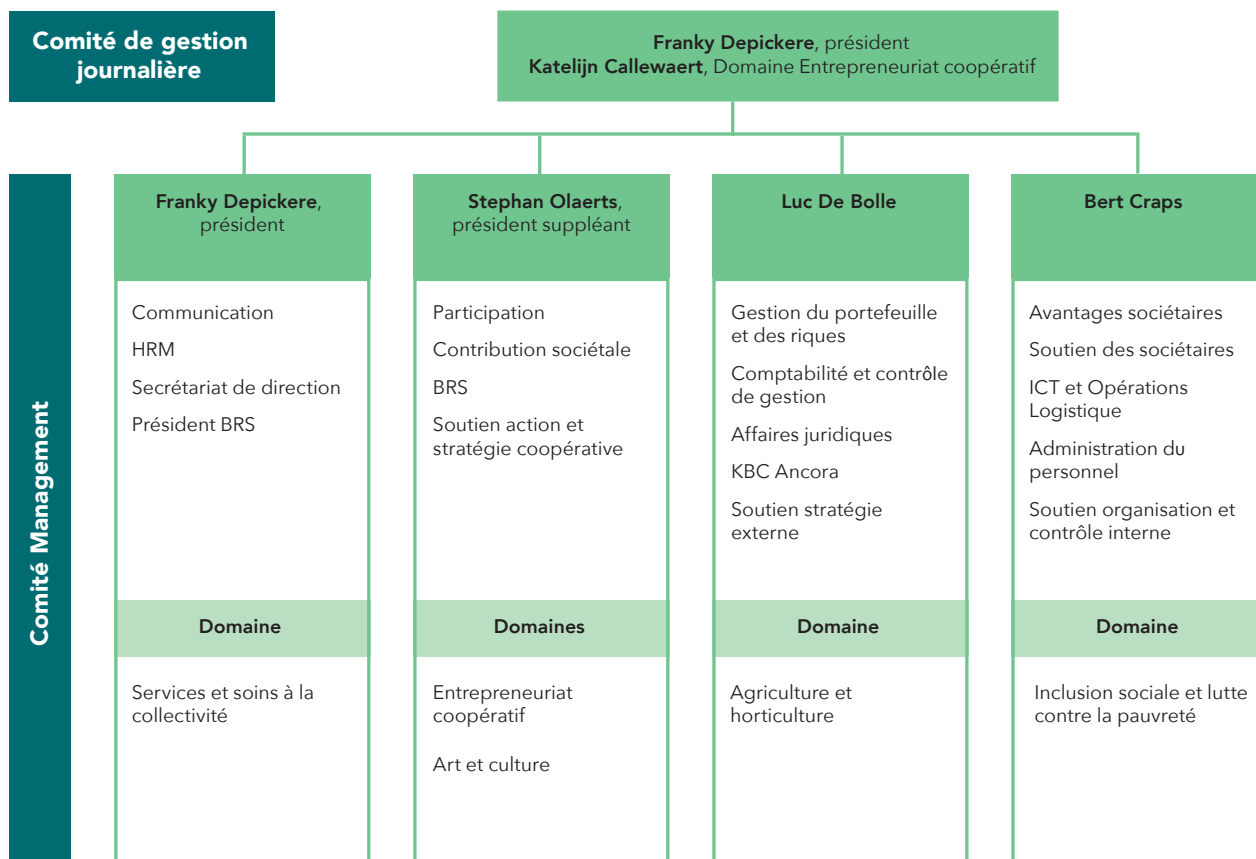 Comité de gestion
journalière
Franky Depickere, président
Katelijn Callewaert, Domaine Entrepreneuriat coopératif
Comité Management
Franky Depickere,
président
Communication
HRM
Secrétariat de direction
Président BRS
Domaine
Services et soins à la
collectivité
Stephan Olaerts,
président suppléant
Participation
Contribution sociétale
BRS
Soutien action et
stratégie coopérative
Domaines
Entrepreneuriat
coopératif
Art et culture
Luc De Bolle
Gestion du portefeuille
et des riques
Comptabilité et contrôle
de gestion
Affaires juridiques
KBC Ancora
Soutien stratégie
externe
Domaine
Agriculture et
horticulture
Bert Craps
Avantages sociétaires
Soutien des sociétaires
ICT et Opérations
Logistique
Administration du
personnel
Soutien organisation et
contrôle interne
Domaine
Inclusion sociale et lutte
contre la pauvreté